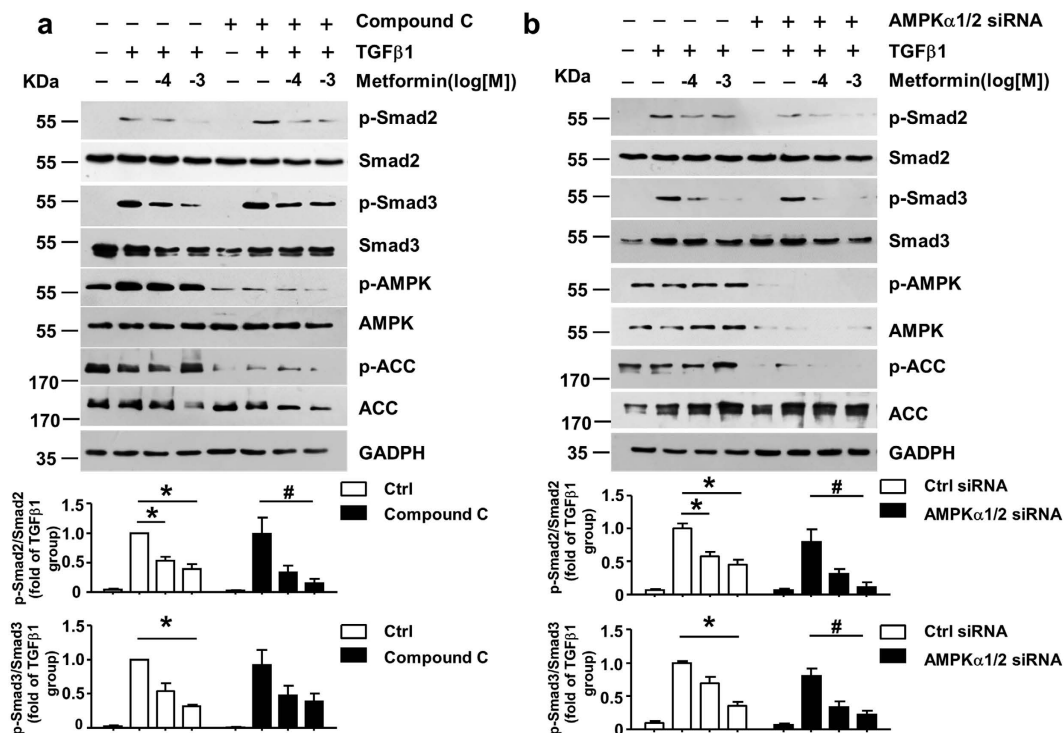 a
− − − − + + + + Compound C
− + + + − + + + TGFβ1
− − -4 -3 − − -4 -3 Metformin(log[M])
KDa
55 p-Smad2
Smad2
55
55 p-Smad3
Smad3
55
p-AMPK
55
AMPK
55
p-ACC
170
ACC
170
35 GADPH
p-Smad2/Smad2
(fold of TGFβ1
group)
1.5
1.0
0.5
0
*
*
#
Ctrl
Compound C
p-Smad3/Smad3
(fold of TGFβ1
group)
1.5
1.0
0.5
0
*
Ctrl
Compound C
b
− − − − + + + + AMPKα1/2 siRNA
− + + + − + + + TGFβ1
− − -4 -3 − − -4 -3 Metformin(log[M])
KDa
55 p-Smad2
55 Smad2
55 p-Smad3
55 Smad3
55 p-AMPK
55 AMPK
p-ACC
170
ACC
170
35 GADPH
p-Smad2/Smad2
(fold of TGFβ1
group)
1.5
1.0
0.5
0
*
*
#
Ctrl siRNA
AMPKα1/2 siRNA
p-Smad3/Smad3
(fold of TGFβ1
group)
1.5
1.0
0.5
0
*
#
Ctrl siRNA
AMPKα1/2 siRNA